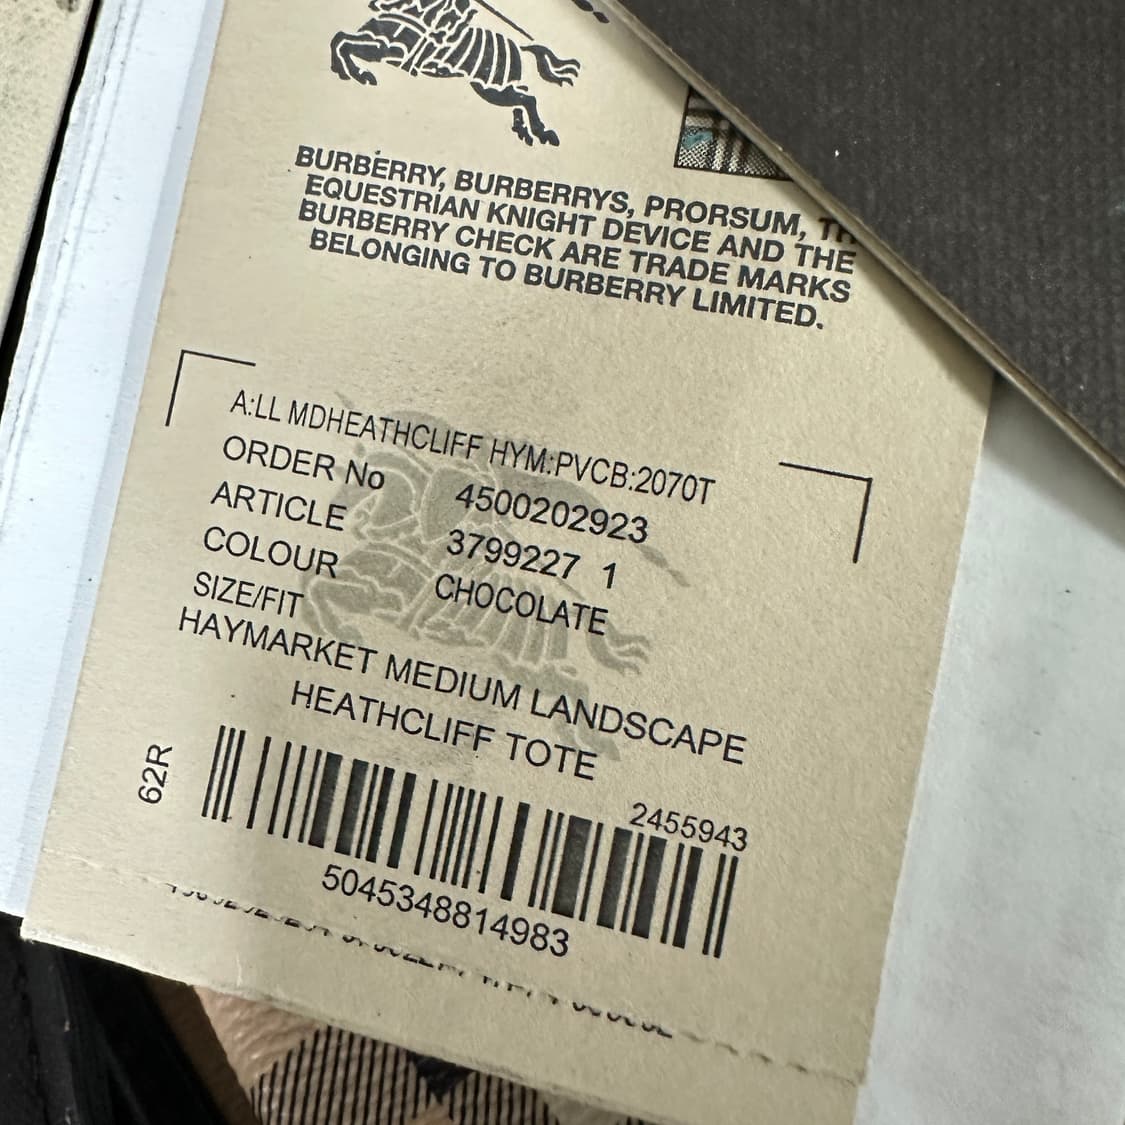 BURBERRY, BURBERRYS, PRORSUM,
EQUESTRIAN KNIGHT DEVICE AND THE
BURBERRY CHECK ARE TRADE MARKS
BELONGING TO BURBERRY LIMITED.
A:LL MDHEATHCLIFF HYM:PVCB:2070T
ORDER No 4500202923
ARTICLE 3799227 1
COLOUR CHOCOLATE
SIZE/FIT
HAYMARKET MEDIUM LANDSCAPE
HEATHCLIFF TOTE
62R
2455943
5045348814983